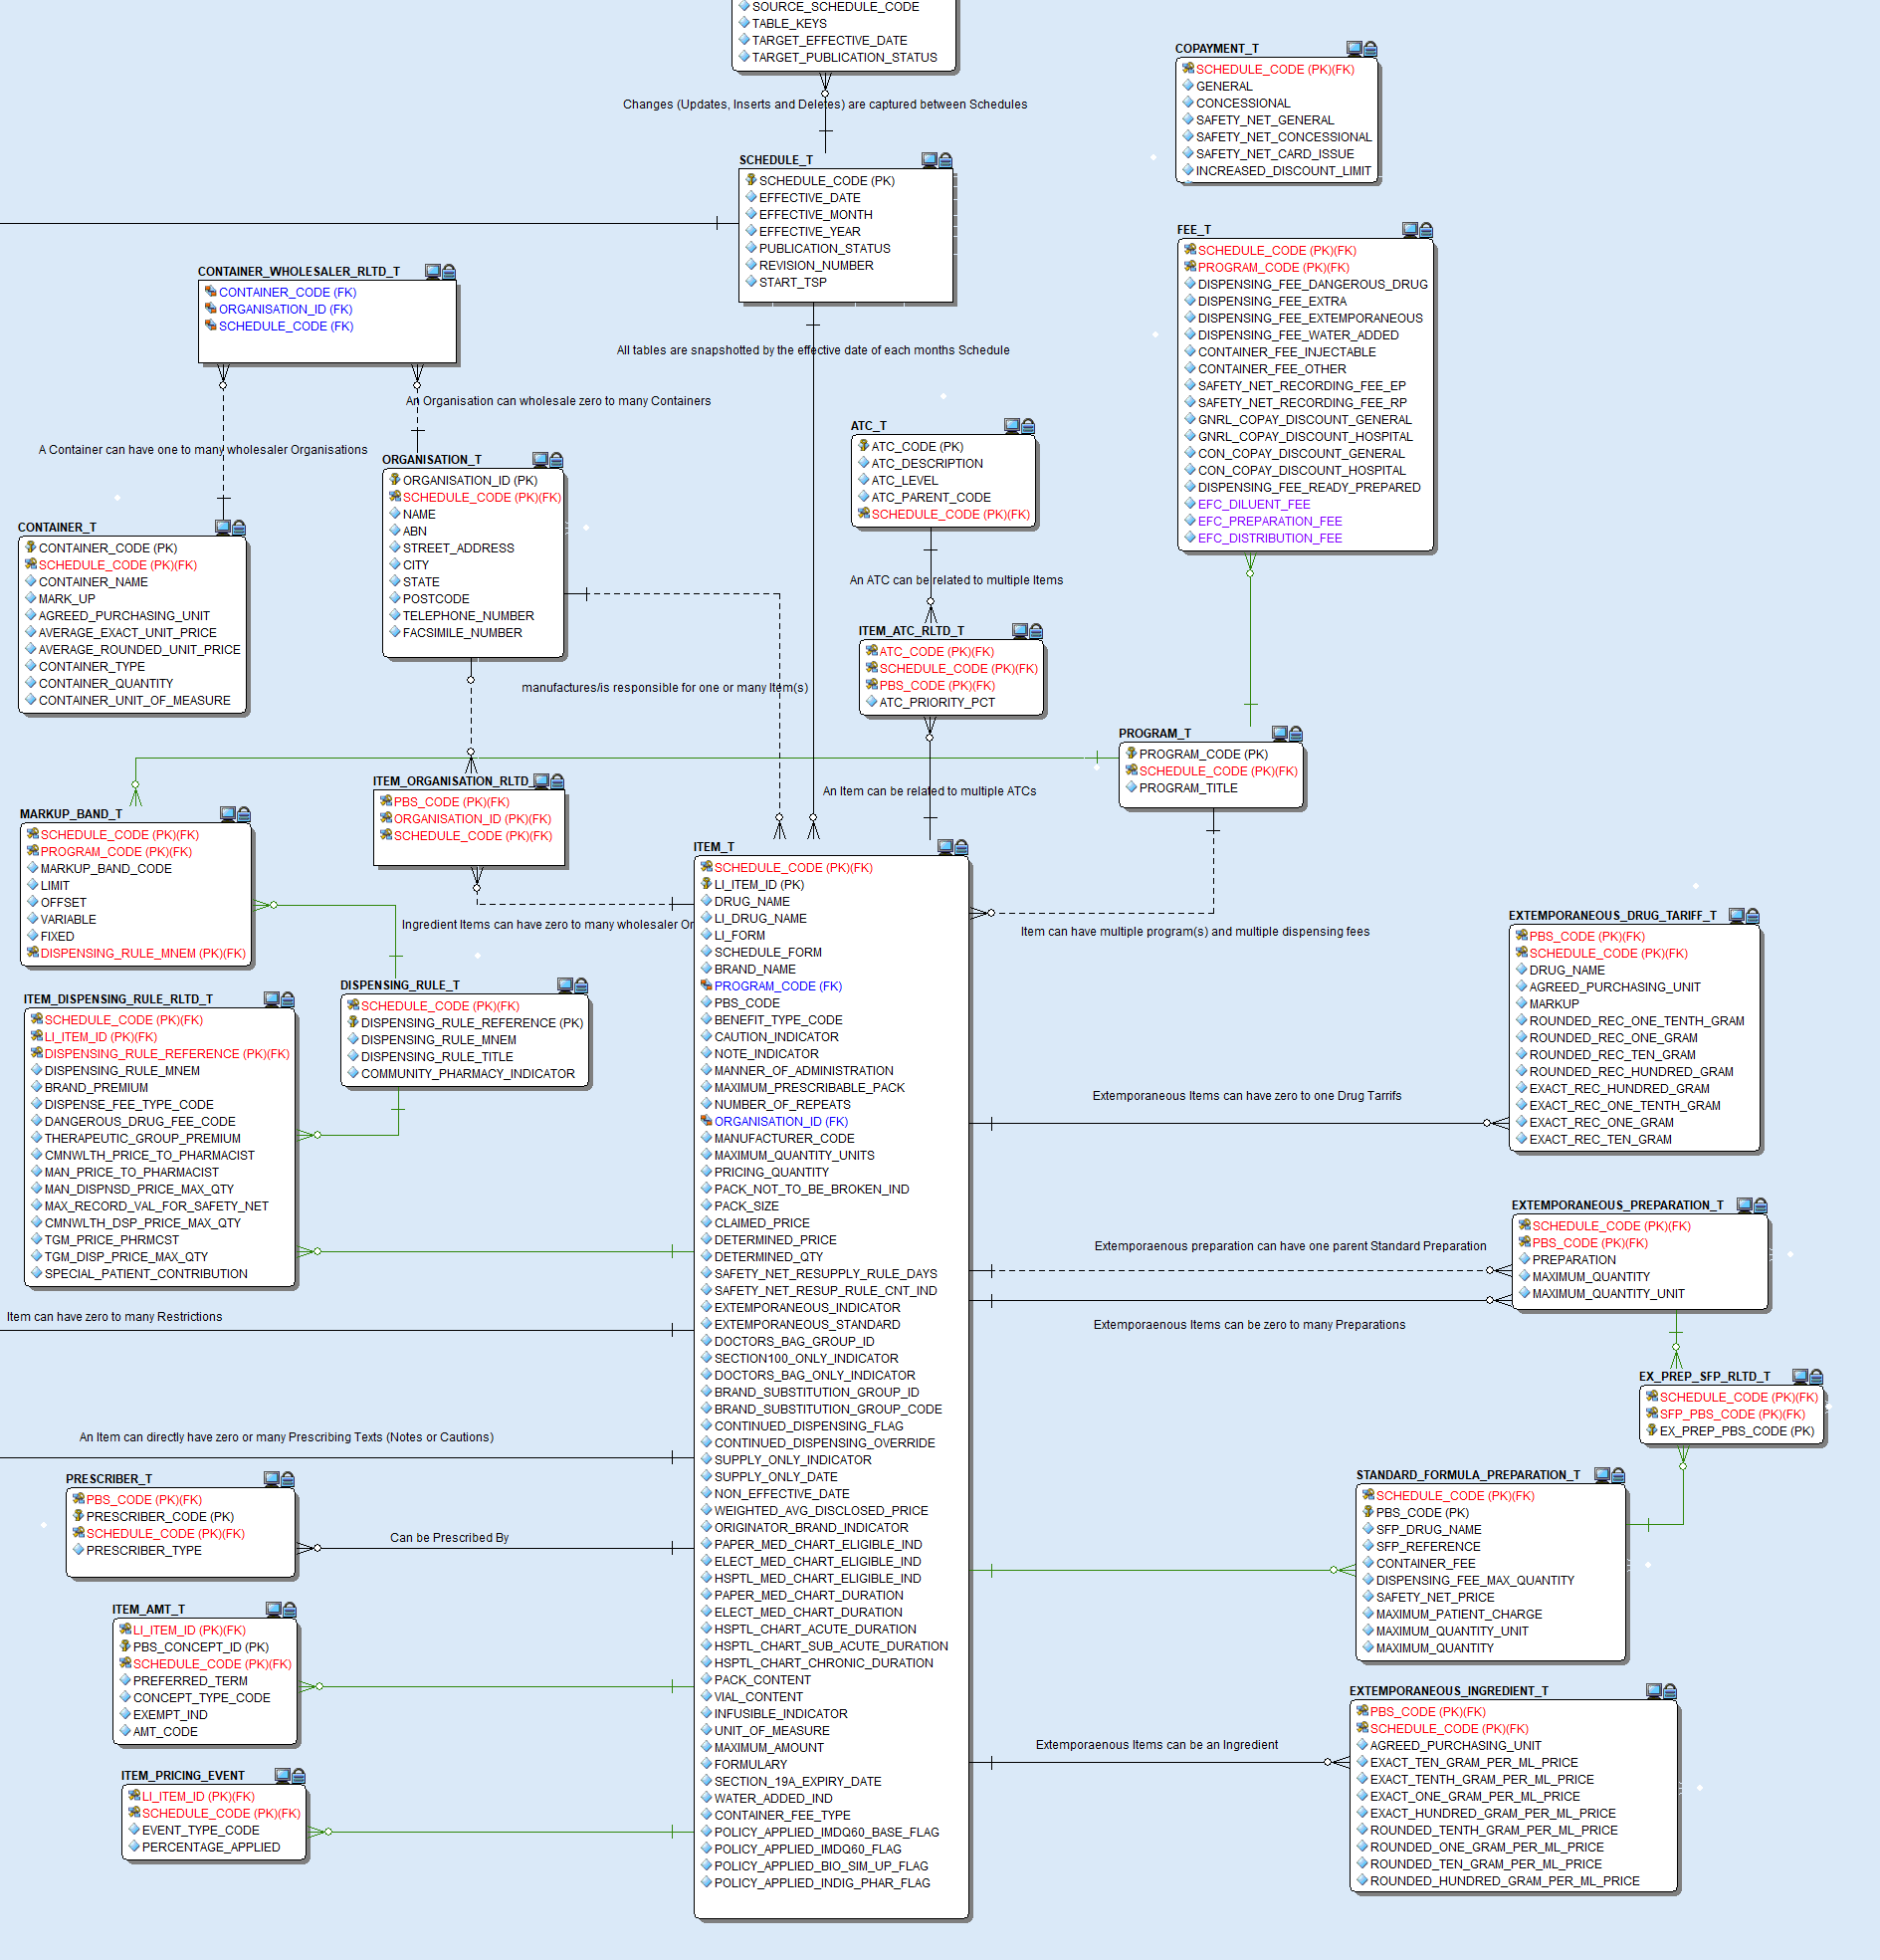 SOURCE_SCHEDULE_CODE
TABLE_KEYS
TARGET_EFFECTIVE_DATE
TARGET_PUBLICATION_STATUS
Changes (Updates, Inserts and Deletes) are captured between Schedules
COPAYMENT_T
SCHEDULE_CODE (PK)(FK)
GENERAL
CONCESSIONAL
SAFETY_NET_GENERAL
SAFETY_NET_CONCESSIONAL
SAFETY_NET_CARD_ISSUE
INCREASED_DISCOUNT_LIMIT
SCHEDULE_T
SCHEDULE_CODE (PK)
EFFECTIVE_DATE
EFFECTIVE_MONTH
EFFECTIVE_YEAR
PUBLICATION_STATUS
REVISION_NUMBER
START_TSP
All tables are snapshotted by the effective date of each months Schedule
FEE_T
SCHEDULE_CODE (PK)(FK)
PROGRAM_CODE (PK)(FK)
DISPENSING_FEE_DANGEROUS_DRUG
DISPENSING_FEE_EXTRA
DISPENSING_FEE_EXTEMPORANEOUS
DISPENSING_FEE_WATER_ADDED
CONTAINER_FEE_INJECTABLE
CONTAINER_FEE_OTHER
SAFETY_NET_RECORDING_FEE_EP
SAFETY_NET_RECORDING_FEE_RP
GNRL_COPAY_DISCOUNT_GENERAL
GNRL_COPAY_DISCOUNT_HOSPITAL
CON_COPAY_DISCOUNT_GENERAL
CON_COPAY_DISCOUNT_HOSPITAL
DISPENSING_FEE_READY_PREPARED
EFC_DILUENT_FEE
EFC_PREPARATION_FEE
EFC_DISTRIBUTION_FEE
CONTAINER_WHOLESALER_RLTD_T
CONTAINER_CODE (FK)
ORGANISATION_ID (FK)
SCHEDULE_CODE (FK)
An Organisation can wholesale zero to many Containers
A Container can have one to many wholesaler Organisations
CONTAINER_T
CONTAINER_CODE (PK)
SCHEDULE_CODE (PK)(FK)
CONTAINER_NAME
MARK_UP
AGREED_PURCHASING_UNIT
AVERAGE_EXACT_UNIT_PRICE
AVERAGE_ROUNDED_UNIT_PRICE
CONTAINER_TYPE
CONTAINER_QUANTITY
CONTAINER_UNIT_OF_MEASURE
ORGANISATION_T
ORGANISATION_ID (PK)
SCHEDULE_CODE (PK)(FK)
NAME
ABN
STREET_ADDRESS
CITY
STATE
POSTCODE
TELEPHONE_NUMBER
FACSIMILE_NUMBER
manufactures/is responsible for one or many Item(s)
ATC_T
ATC_CODE (PK)
ATC_DESCRIPTION
ATC_LEVEL
ATC_PARENT_CODE
SCHEDULE_CODE (PK)(FK)
An ATC can be related to multiple Items
ITEM_ATC_RLTD_T
ATC_CODE (PK)(FK)
SCHEDULE_CODE (PK)(FK)
PBS_CODE (PK)(FK)
ATC_PRIORITY_PCT
An Item can be related to multiple ATCs
PROGRAM_T
PROGRAM_CODE (PK)
SCHEDULE_CODE (PK)(FK)
PROGRAM_TITLE
Item can have multiple program(s) and multiple dispensing fees
ITEM_ORGANISATION_RLTD_
PBS_CODE (PK)(FK)
ORGANISATION_ID (PK)(FK)
SCHEDULE_CODE (PK)(FK)
Ingredient Items can have zero to many wholesaler Or
MARKUP_BAND_T
SCHEDULE_CODE (PK)(FK)
PROGRAM_CODE (PK)(FK)
MARKUP_BAND_CODE
LIMIT
OFFSET
VARIABLE
FIXED
DISPENSING_RULE_MNEM (PK)(FK)
DISPENSING_RULE_T
SCHEDULE_CODE (PK)(FK)
DISPENSING_RULE_REFERENCE (PK)
DISPENSING_RULE_MNEM
DISPENSING_RULE_TITLE
COMMUNITY_PHARMACY_INDICATOR
ITEM_DISPENSING_RULE_RLTD_T
SCHEDULE_CODE (PK)(FK)
LI_ITEM_ID (PK)(FK)
DISPENSING_RULE_REFERENCE (PK)(FK)
DISPENSING_RULE_MNEM
BRAND_PREMIUM
DISPENSE_FEE_TYPE_CODE
DANGEROUS_DRUG_FEE_CODE
THERAPEUTIC_GROUP_PREMIUM
CMNWLTH_PRICE_TO_PHARMACIST
MAN_PRICE_TO_PHARMACIST
MAN_DISPNSD_PRICE_MAX_QTY
MAX_RECORD_VAL_FOR_SAFETY_NET
CMNWLTH_DSP_PRICE_MAX_QTY
TGM_PRICE_PHRMCST
TGM_DISP_PRICE_MAX_QTY
SPECIAL_PATIENT_CONTRIBUTION
Item can have zero to many Restrictions
An Item can directly have zero or many Prescribing Texts (Notes or Cautions)
PRESCRIBER_T
PBS_CODE (PK)(FK)
PRESCRIBER_CODE (PK)
SCHEDULE_CODE (PK)(FK)
PRESCRIBER_TYPE
Can be Prescribed By
ITEM_AMT_T
LI_ITEM_ID (PK)(FK)
PBS_CONCEPT_ID (PK)
SCHEDULE_CODE (PK)(FK)
PREFERRED_TERM
CONCEPT_TYPE_CODE
EXEMPT_IND
AMT_CODE
ITEM_PRICING_EVENT
LI_ITEM_ID (PK)(FK)
SCHEDULE_CODE (PK)(FK)
EVENT_TYPE_CODE
PERCENTAGE_APPLIED
ITEM_T
SCHEDULE_CODE (PK)(FK)
LI_ITEM_ID (PK)
DRUG_NAME
LI_DRUG_NAME
LI_FORM
SCHEDULE_FORM
BRAND_NAME
PROGRAM_CODE (FK)
PBS_CODE
BENEFIT_TYPE_CODE
CAUTION_INDICATOR
NOTE_INDICATOR
MANNER_OF_ADMINISTRATION
MAXIMUM_PRESCRIBABLE_PACK
NUMBER_OF_REPEATS
ORGANISATION_ID (FK)
MANUFACTURER_CODE
MAXIMUM_QUANTITY_UNITS
PRICING_QUANTITY
PACK_NOT_TO_BE_BROKEN_IND
PACK_SIZE
CLAIMED_PRICE
DETERMINED_PRICE
DETERMINED_QTY
SAFETY_NET_RESUPPLY_RULE_DAYS
SAFETY_NET_RESUP_RULE_CNT_IND
EXTEMPORANEOUS_INDICATOR
EXTEMPORANEOUS_STANDARD
DOCTORS_BAG_GROUP_ID
SECTION100_ONLY_INDICATOR
DOCTORS_BAG_ONLY_INDICATOR
BRAND_SUBSTITUTION_GROUP_ID
BRAND_SUBSTITUTION_GROUP_CODE
CONTINUED_DISPENSING_FLAG
CONTINUED_DISPENSING_OVERRIDE
SUPPLY_ONLY_INDICATOR
SUPPLY_ONLY_DATE
NON_EFFECTIVE_DATE
WEIGHTED_AVG_DISCLOSED_PRICE
ORIGINATOR_BRAND_INDICATOR
PAPER_MED_CHART_ELIGIBLE_IND
ELECT_MED_CHART_ELIGIBLE_IND
HSPTL_MED_CHART_ELIGIBLE_IND
PAPER_MED_CHART_DURATION
ELECT_MED_CHART_DURATION
HSPTL_CHART_ACUTE_DURATION
HSPTL_CHART_SUB_ACUTE_DURATION
HSPTL_CHART_CHRONIC_DURATION
PACK_CONTENT
VIAL_CONTENT
INFUSIBLE_INDICATOR
UNIT_OF_MEASURE
MAXIMUM_AMOUNT
FORMULARY
SECTION_19A_EXPIRY_DATE
WATER_ADDED_IND
CONTAINER_FEE_TYPE
POLICY_APPLIED_IMDQ60_BASE_FLAG
POLICY_APPLIED_IMDQ60_FLAG
POLICY_APPLIED_BIO_SIM_UP_FLAG
POLICY_APPLIED_INDIG_PHAR_FLAG
EXTEMPORANEOUS_DRUG_TARIFF_T
PBS_CODE (PK)(FK)
SCHEDULE_CODE (PK)(FK)
DRUG_NAME
AGREED_PURCHASING_UNIT
MARKUP
ROUNDED_REC_ONE_TENTH_GRAM
ROUNDED_REC_ONE_GRAM
ROUNDED_REC_TEN_GRAM
ROUNDED_REC_HUNDRED_GRAM
EXACT_REC_HUNDRED_GRAM
EXACT_REC_ONE_TENTH_GRAM
EXACT_REC_ONE_GRAM
EXACT_REC_TEN_GRAM
Extemporaneous Items can have zero to one Drug Tarrifs
EXTEMPORANEOUS_PREPARATION_T
SCHEDULE_CODE (PK)(FK)
PBS_CODE (PK)(FK)
PREPARATION
MAXIMUM_QUANTITY
MAXIMUM_QUANTITY_UNIT
Extemporaenous preparation can have one parent Standard Preparation
Extemporaenous Items can be zero to many Preparations
EX_PREP_SFP_RLTD_T
SCHEDULE_CODE (PK)(FK)
SFP_PBS_CODE (PK)(FK)
EX_PREP_PBS_CODE (PK)
STANDARD_FORMULA_PREPARATION_T
SCHEDULE_CODE (PK)(FK)
PBS_CODE (PK)
SFP_DRUG_NAME
SFP_REFERENCE
CONTAINER_FEE
DISPENSING_FEE_MAX_QUANTITY
SAFETY_NET_PRICE
MAXIMUM_PATIENT_CHARGE
MAXIMUM_QUANTITY_UNIT
MAXIMUM_QUANTITY
Extemporaenous Items can be an Ingredient
EXTEMPORANEOUS_INGREDIENT_T
PBS_CODE (PK)(FK)
SCHEDULE_CODE (PK)(FK)
AGREED_PURCHASING_UNIT
EXACT_TEN_GRAM_PER_ML_PRICE
EXACT_TENTH_GRAM_PER_ML_PRICE
EXACT_ONE_GRAM_PER_ML_PRICE
EXACT_HUNDRED_GRAM_PER_ML_PRICE
ROUNDED_TENTH_GRAM_PER_ML_PRICE
ROUNDED_ONE_GRAM_PER_ML_PRICE
ROUNDED_TEN_GRAM_PER_ML_PRICE
ROUNDED_HUNDRED_GRAM_PER_ML_PRICE